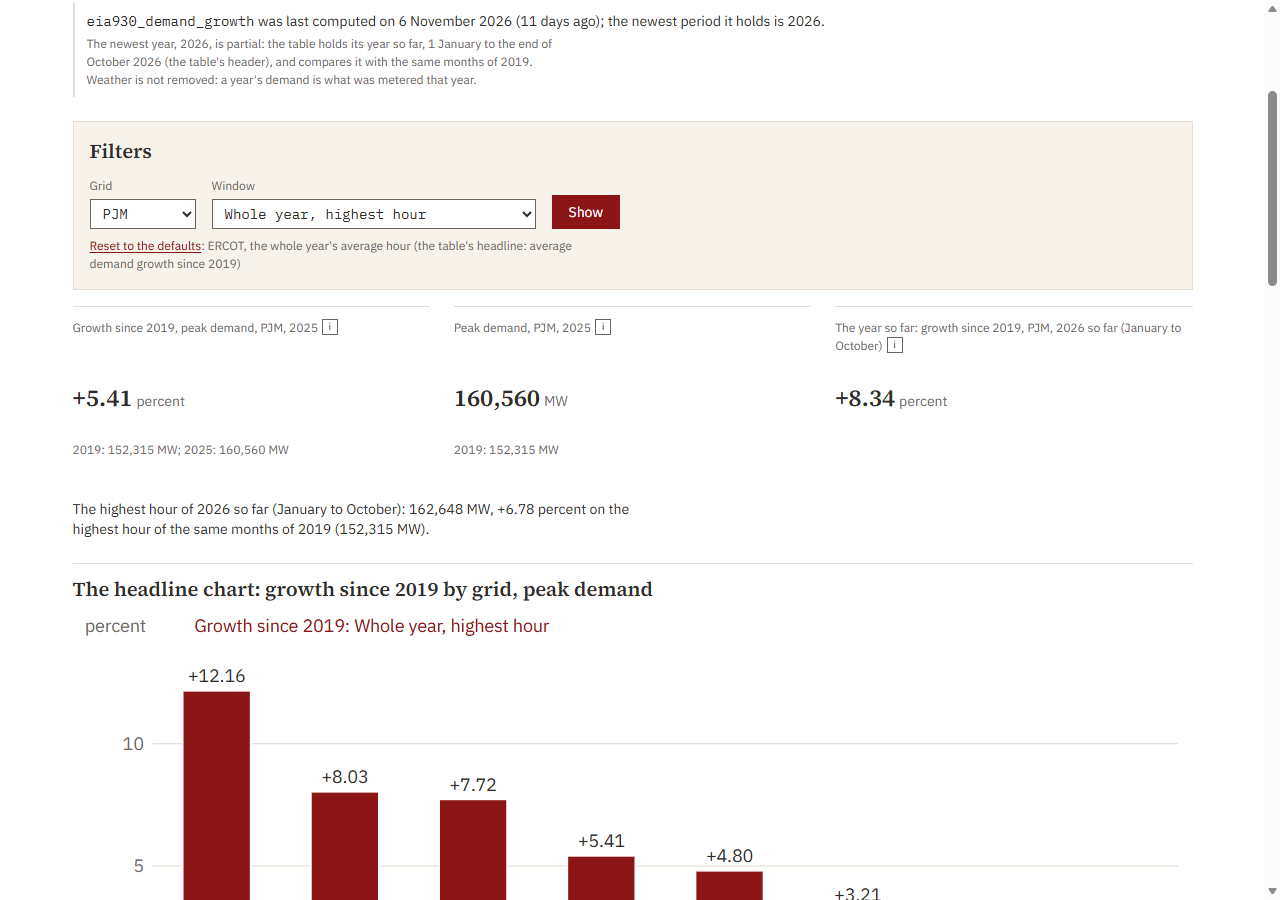 eia930_demand_growth was last computed on 6 November 2026 (11 days ago); the newest period it holds is 2026.
The newest year, 2026, is partial: the table holds its year so far, 1 January to the end of
October 2026 (the table's header), and compares it with the same months of 2019.
Weather is not removed: a year's demand is what was metered that year.
Filters
Grid
Window
PJM
Whole year, highest hour
Show
Reset to the defaults: ERCOT, the whole year's average hour (the table's headline: average
demand growth since 2019)
Growth since 2019, peak demand, PJM, 2025 i
Peak demand, PJM, 2025 i
The year so far: growth since 2019, PJM, 2026 so far (January to
October) i
+5.41 percent
160,560 MW
+8.34 percent
2019: 152,315 MW; 2025: 160,560 MW
2019: 152,315 MW
The highest hour of 2026 so far (January to October): 162,648 MW, +6.78 percent on the
highest hour of the same months of 2019 (152,315 MW).
The headline chart: growth since 2019 by grid, peak demand
percent
Growth since 2019: Whole year, highest hour
+12.16
10
+8.03
+7.72
+5.41
+4.80
5
+3.21